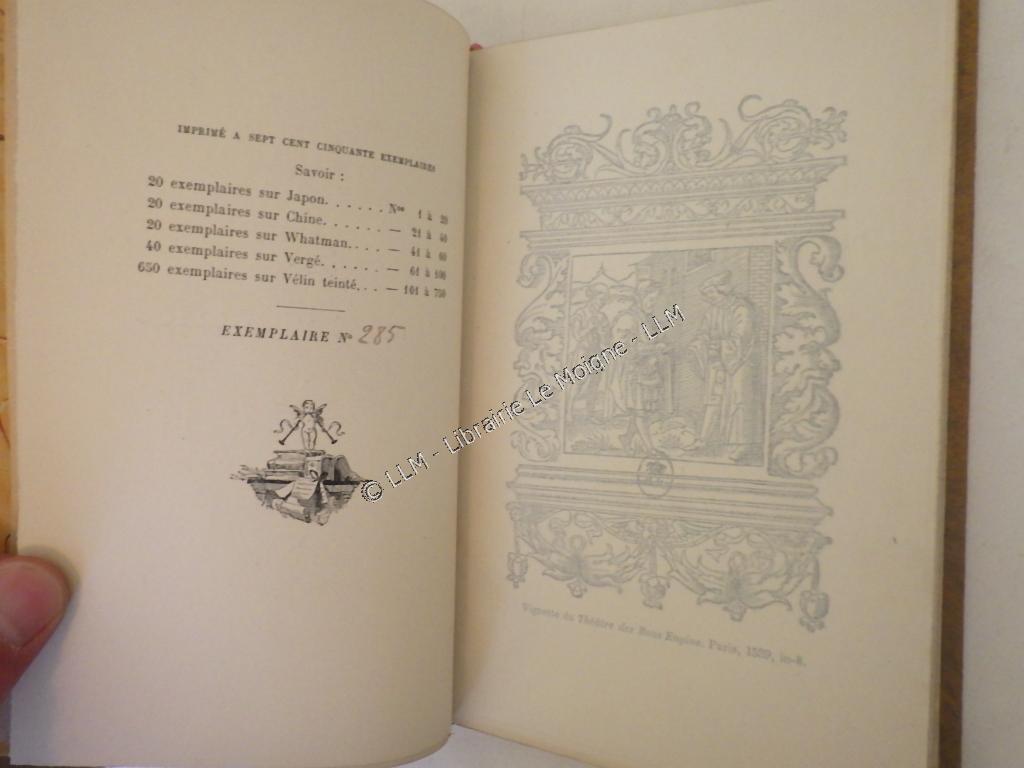 IMPRIMÉ A SEPT CENT CINQUANTE EXEMPLAIRES
Savoir :
20 exemplaires sur Japon. . . . . . Nos 1 à 20
20 exemplaires sur Chine. . . . . . . — 21 à 40
20 exemplaires sur Whatman. . . . — 41 à 60
40 exemplaires sur Vergé. . . . . . . — 61 à 100
650 exemplaires sur Vélin teinté. . . — 101 à 750
EXEMPLAIRE No 285
Vignette du Théâtre des Bons Engins. Paris, 1539, in-8.
© LLM - Librairie Le Moigne - LLM